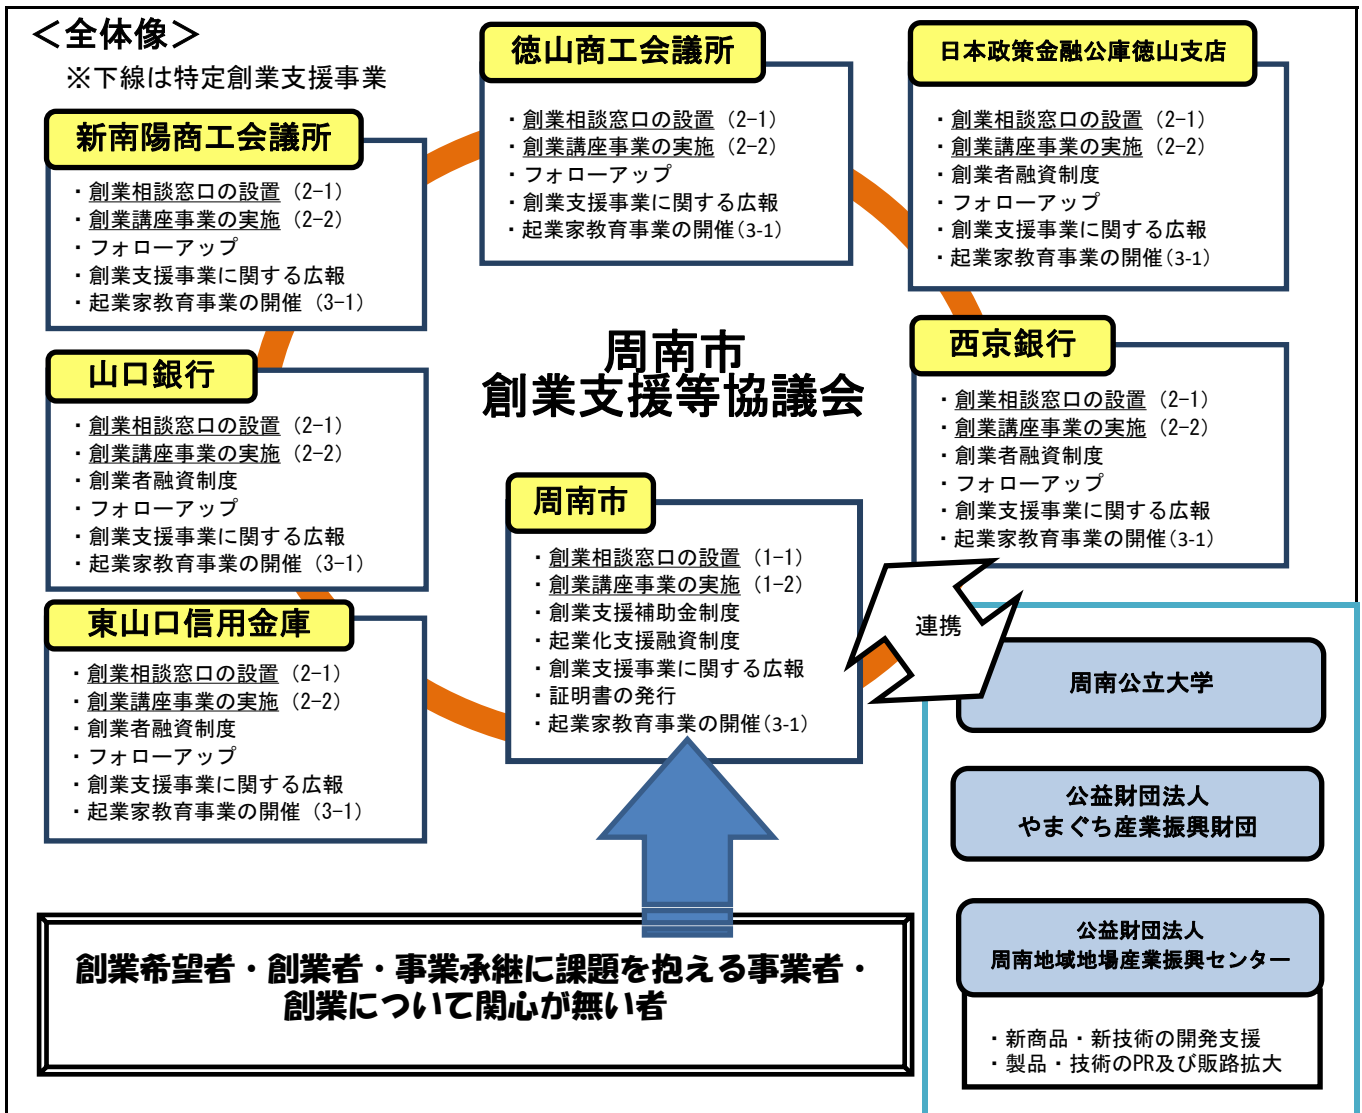 ＜全体像＞
※下線は特定創業支援事業
徳山商工会議所
・創業相談窓口の設置（2-1）
・創業講座事業の実施（2-2）
・フォローアップ
・創業支援事業に関する広報
・起業家教育事業の開催(3-1)
日本政策金融公庫徳山支店
・創業相談窓口の設置（2-1）
・創業講座事業の実施（2-2）
・創業者融資制度
・フォローアップ
・創業支援事業に関する広報
・起業家教育事業の開催(3-1)
新南陽商工会議所
・創業相談窓口の設置（2-1）
・創業講座事業の実施（2-2）
・フォローアップ
・創業支援事業に関する広報
・起業家教育事業の開催（3-1）
周南市
創業支援等協議会
西京銀行
・創業相談窓口の設置（2-1）
・創業講座事業の実施（2-2）
・創業者融資制度
・フォローアップ
・創業支援事業に関する広報
・起業家教育事業の開催(3-1)
山口銀行
・創業相談窓口の設置（2-1）
・創業講座事業の実施（2-2）
・創業者融資制度
・フォローアップ
・創業支援事業に関する広報
・起業家教育事業の開催（3-1）
周南市
・創業相談窓口の設置（1-1）
・創業講座事業の実施（1-2）
・創業支援補助金制度
・起業化支援融資制度
・創業支援事業に関する広報
・証明書の発行
・起業家教育事業の開催(3-1)
東山口信用金庫
・創業相談窓口の設置（2-1）
・創業講座事業の実施（2-2）
・創業者融資制度
・フォローアップ
・創業支援事業に関する広報
・起業家教育事業の開催（3-1）
連携
周南公立大学
公益財団法人
やまぐち産業振興財団
公益財団法人
周南地域地場産業振興センター
・新商品・新技術の開発支援
・製品・技術のPR及び販路拡大
創業希望者・創業者・事業承継に課題を抱える事業者・
創業について関心が無い者